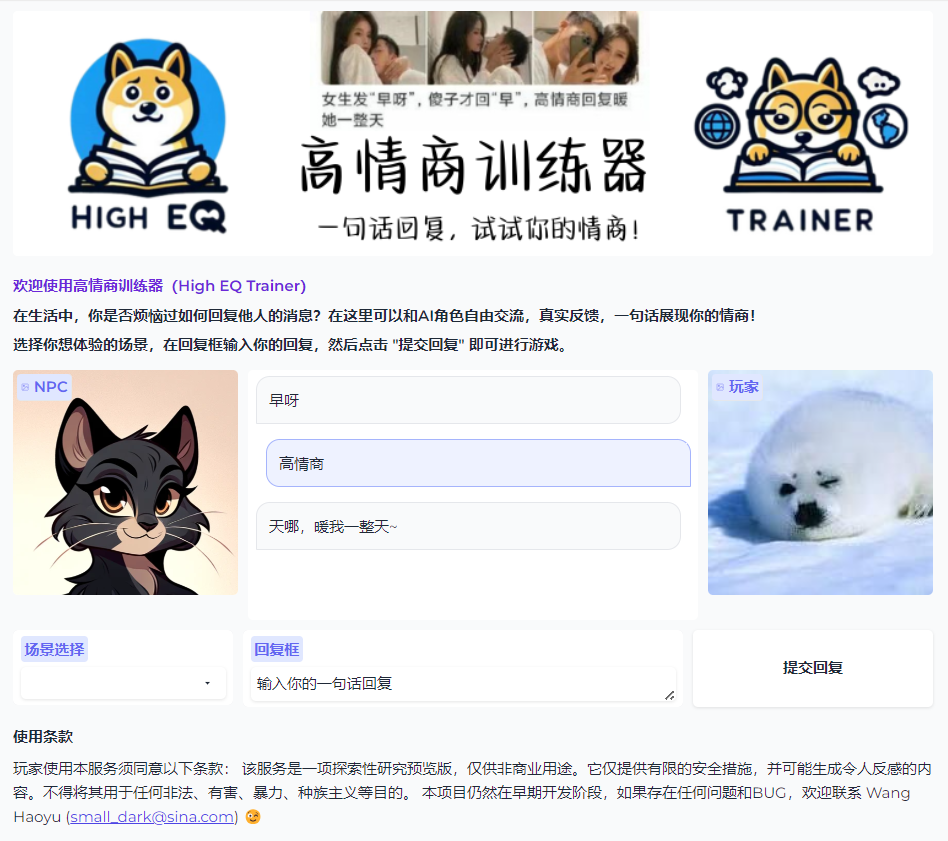 女生发“早呀”，傻子才回“早”，高情商回复暖
她一整天
高情商训练器
一句话回复，试试你的情商！
HIGH EQ
TRAINER
欢迎使用高情商训练器（High EQ Trainer)
在生活中，你是否烦恼过如何回复他人的消息？在这里可以和AI角色自由交流，真实反馈，一句话展现你的情商！
选择你想体验的场景，在回复框输入你的回复，然后点击 "提交回复" 即可进行游戏。
NPC
早呀
高情商
天哪，暖我一整天~
玩家
场景选择
回复框
输入你的一句话回复
提交回复
使用条款
玩家使用本服务须同意以下条款： 该服务是一项探索性研究预览版，仅供非商业用途。它仅提供有限的安全措施，并可能生成令人反感的内
容。不得将其用于任何非法、有害、暴力、种族主义等目的。 本项目仍然在早期开发阶段，如果存在任何问题和BUG，欢迎联系 Wang
Haoyu (small_dark@sina.com) 😉